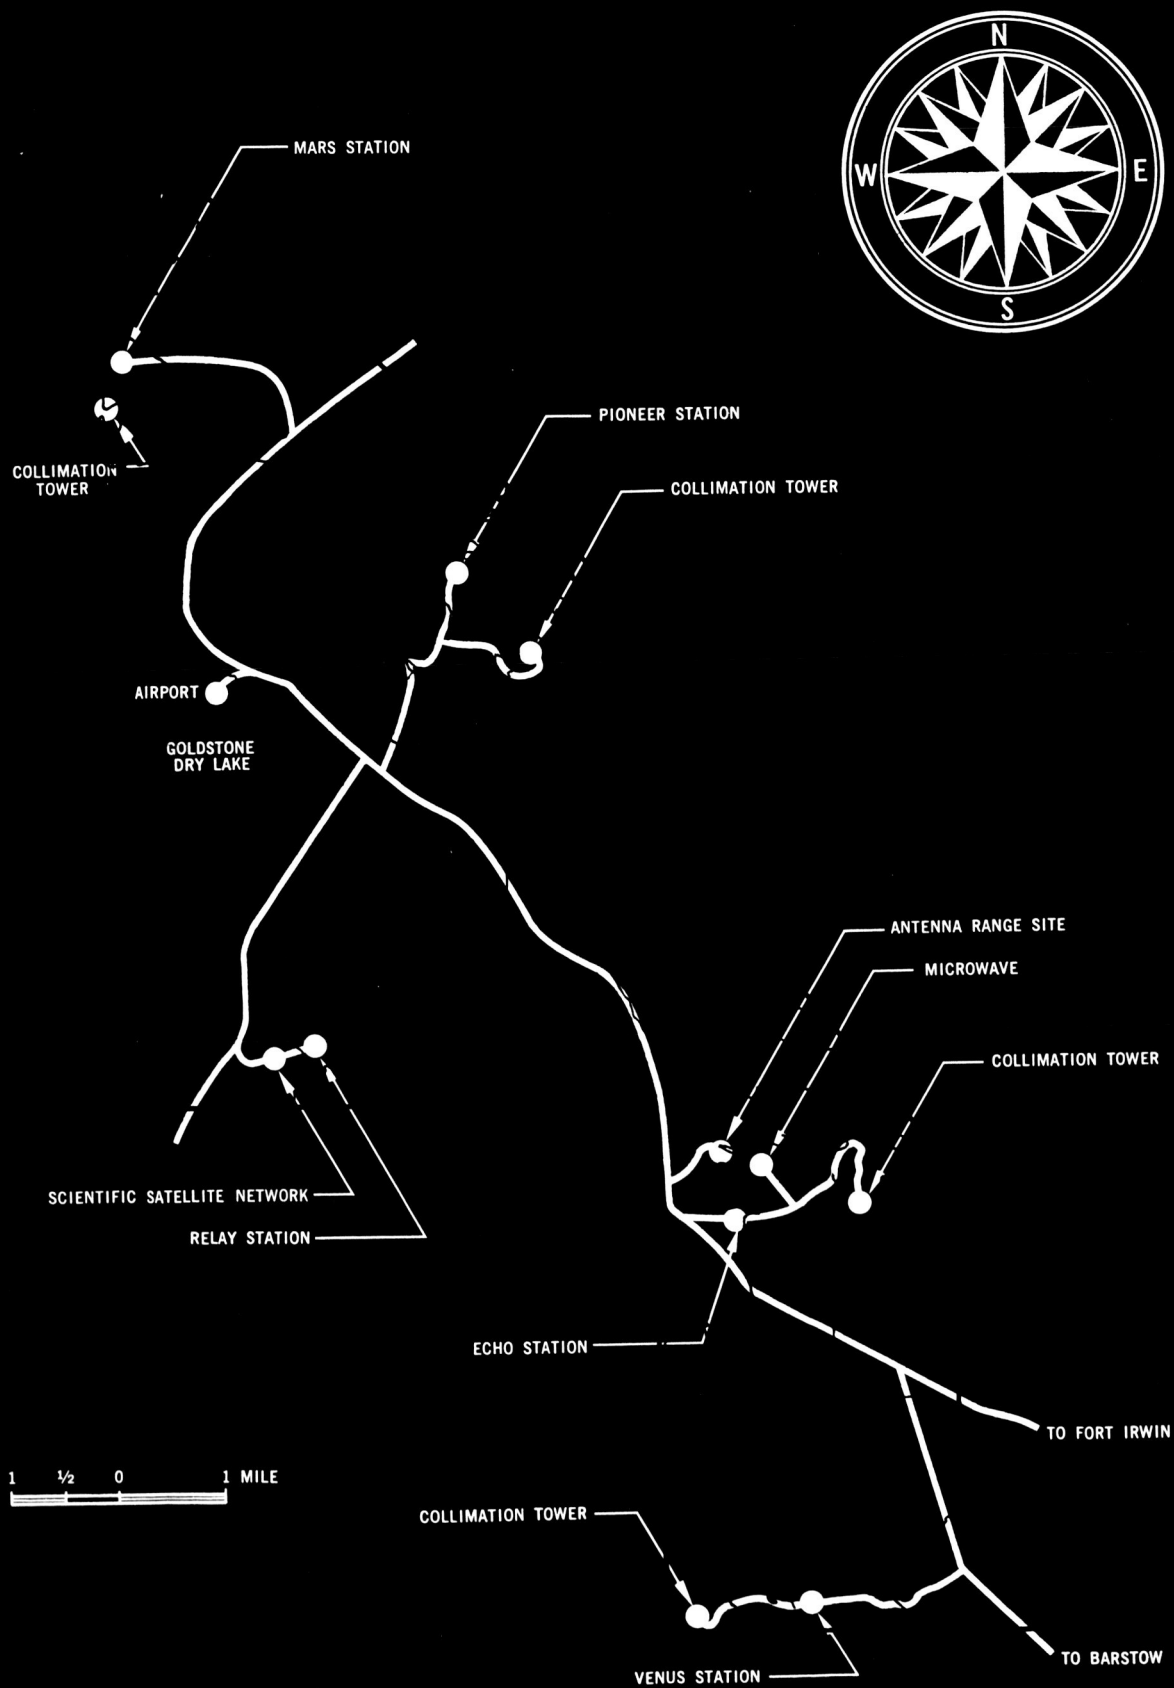 N
W
E
S
MARS STATION
COLLIMATION
TOWER
PIONEER STATION
COLLIMATION TOWER
AIRPORT
GOLDSTONE
DRY LAKE
ANTENNA RANGE SITE
MICROWAVE
COLLIMATION TOWER
SCIENTIFIC SATELLITE NETWORK
RELAY STATION
ECHO STATION
TO FORT IRWIN
1 ½ 0 1 MILE
COLLIMATION TOWER
TO BARSTOW
VENUS STATION